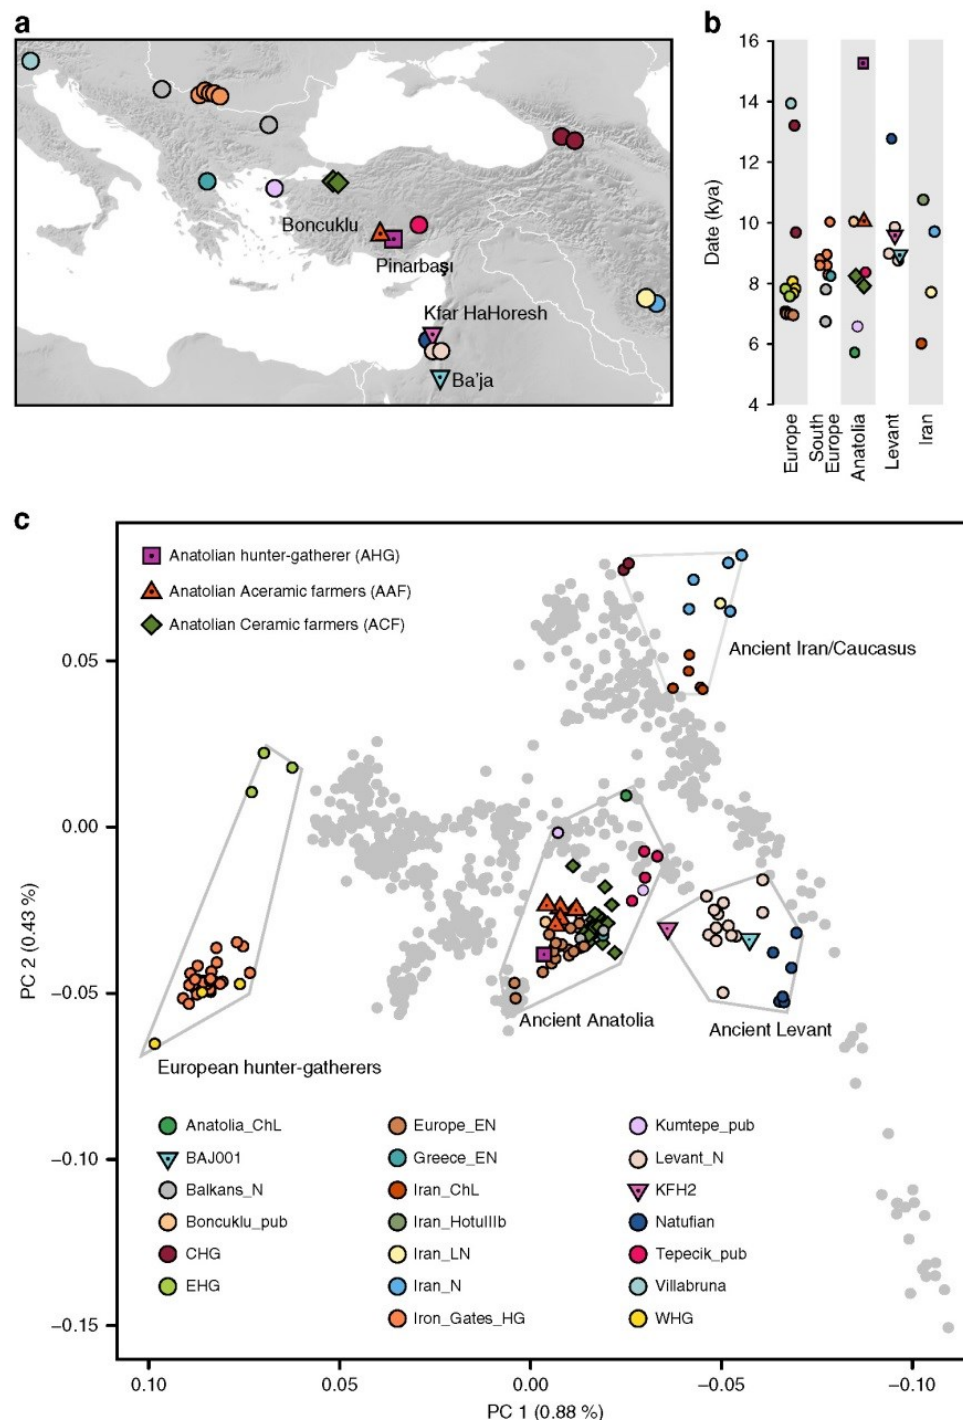 a
Boncuklu
Pinarbaşı
Kfar HaHoresh
Ba'ja
b
16
14
12
10
8
6
4
Date (kya)
Europe
South
Europe
Anatolia
Levant
Iran
c
Anatolian hunter-gatherer (AHG)
Anatolian Aceramic farmers (AAF)
Anatolian Ceramic farmers (ACF)
Ancient Iran/Caucasus
Ancient Anatolia
Ancient Levant
European hunter-gatherers
0.05
0.00
−0.05
−0.10
−0.15
PC 2 (0.43 %)
Anatolia_ChL
BAJ001
Balkans_N
Boncuklu_pub
CHG
EHG
Europe_EN
Greece_EN
Iran_ChL
Iran_HotuIIIb
Iran_LN
Iran_N
Iron_Gates_HG
Kumtepe_pub
Levant_N
KFH2
Natufian
Tepecik_pub
Villabruna
WHG
0.10
0.05
0.00
−0.05
−0.10
PC 1 (0.88 %)